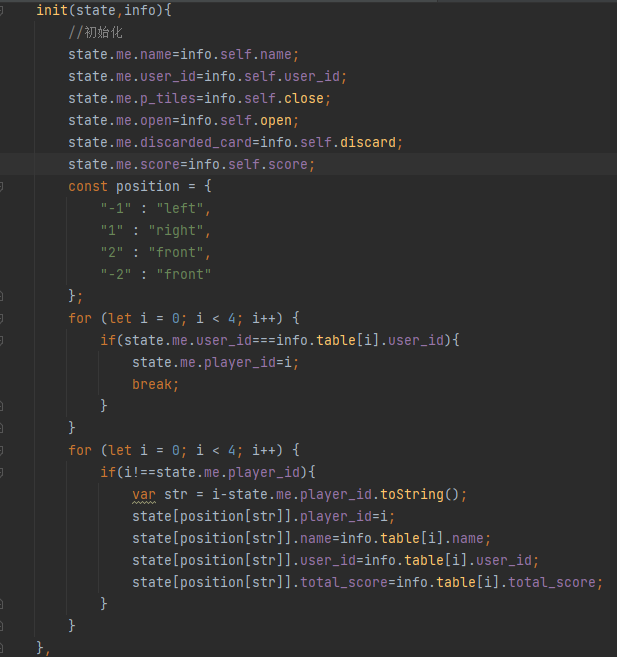 init(state,info){
//初始化
state.me.name=info.self.name;
state.me.user_id=info.self.user_id;
state.me.p_tiles=info.self.close;
state.me.open=info.self.open;
state.me.discarded_card=info.self.discard;
state.me.score=info.self.score;
const position = {
"-1" : "left",
"1" : "right",
"2" : "front",
"-2" : "front"
};
for (let i = 0; i < 4; i++) {
if(state.me.user_id===info.table[i].user_id){
state.me.player_id=i;
break;
}
}
for (let i = 0; i < 4; i++) {
if(i!==state.me.player_id){
var str = i-state.me.player_id.toString();
state[position[str]].player_id=i;
state[position[str]].name=info.table[i].name;
state[position[str]].user_id=info.table[i].user_id;
state[position[str]].total_score=info.table[i].total_score;
}
}
},